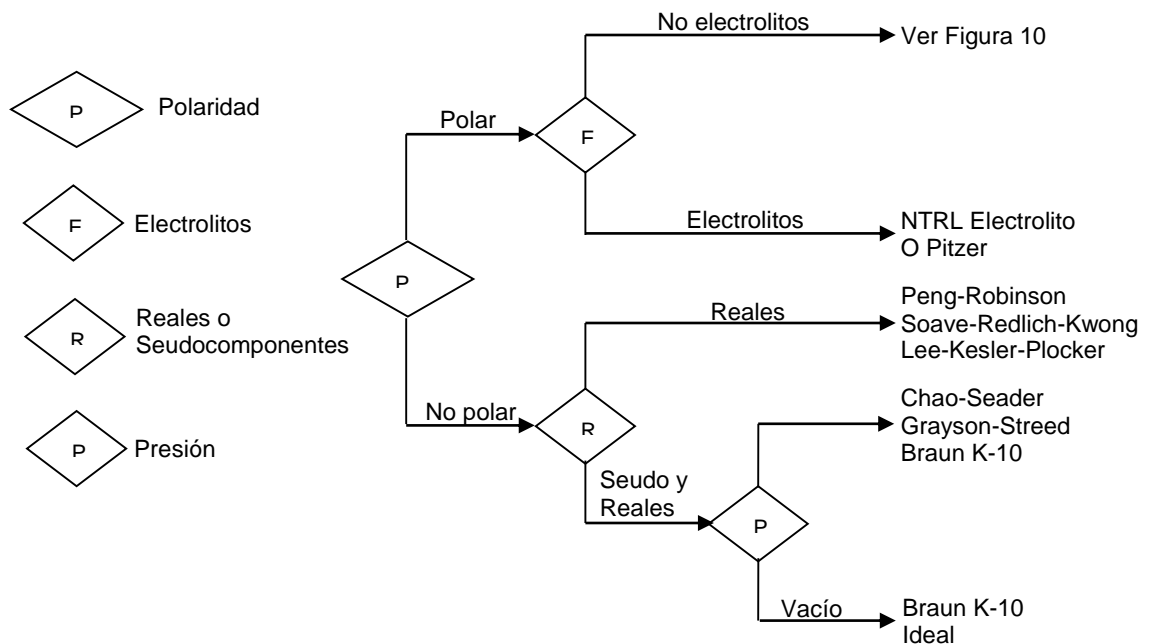 No electrolitos
Ver Figura 10
P
Polaridad
Polar
F
F
Electrolitos
Electrolitos
NTRL Electrolito
O Pitzer
P
Peng-Robinson
Soave-Redlich-Kwong
Lee-Kesler-Plocker
Reales
R
Reales o
Seudocomponentes
No polar
R
Chao-Seader
Grayson-Streed
Braun K-10
P
Presión
Seudo y
Reales
P
Vacío
Braun K-10
Ideal